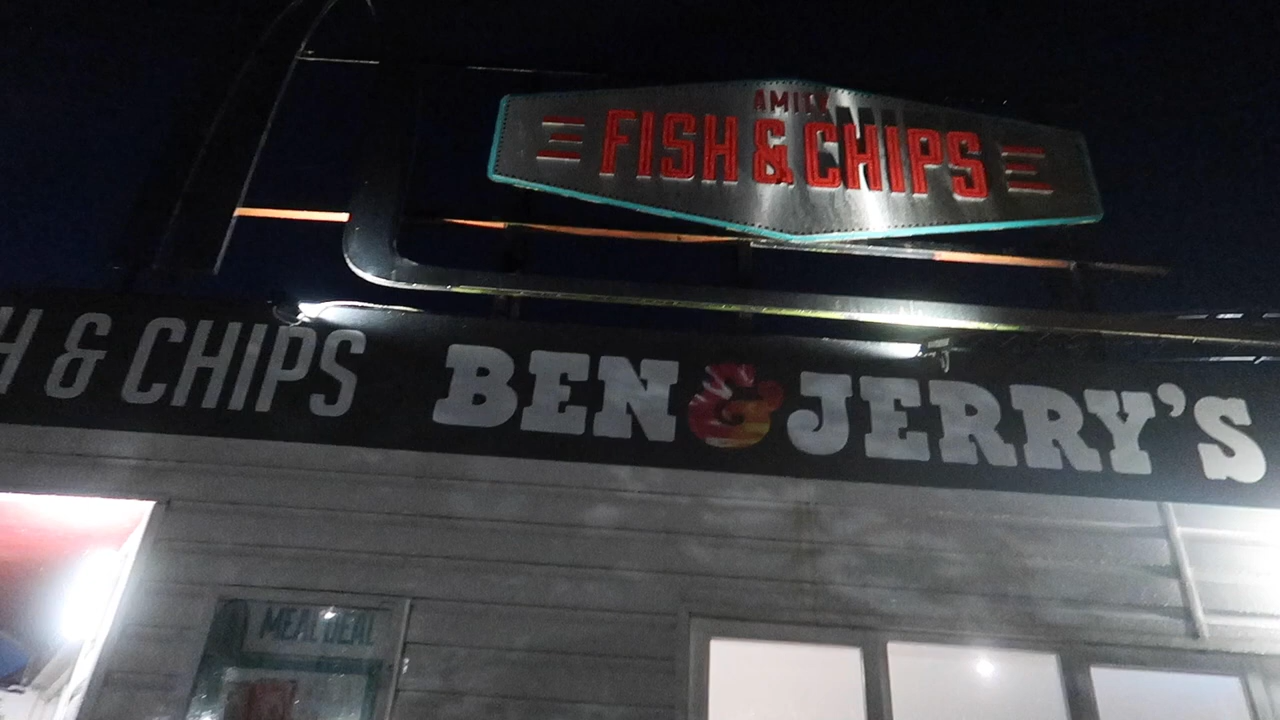 AMITY
FISH & CHIPS
H & CHIPS BEN & JERRY'S
MEAL DEAL